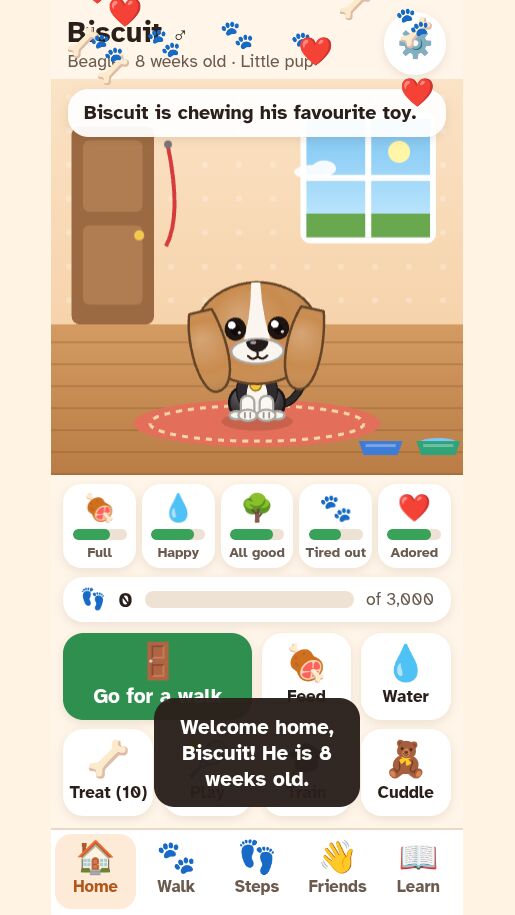 Biscuit ♂
Beagle · 8 weeks old · Little pup
Biscuit is chewing his favourite toy.
Full
Happy
All good
Tired out
Adored
0
of 3,000
Go for a walk
Feed
Water
Welcome home,
Biscuit! He is 8
weeks old.
Treat (10)
Play
Train
Cuddle
Home
Walk
Steps
Friends
Learn